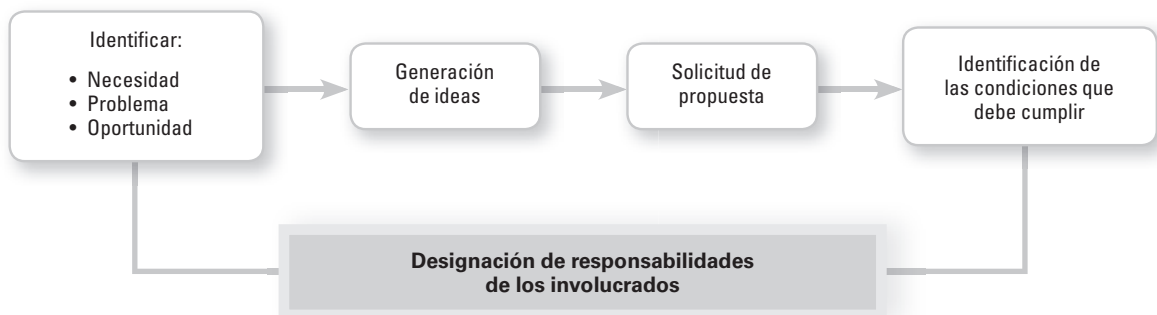 Identificar:
• Necesidad
• Problema
• Oportunidad
Generación
de ideas
Solicitud de
propuesta
Identificación de
las condiciones que
debe cumplir
Designación de responsabilidades
de los involucrados